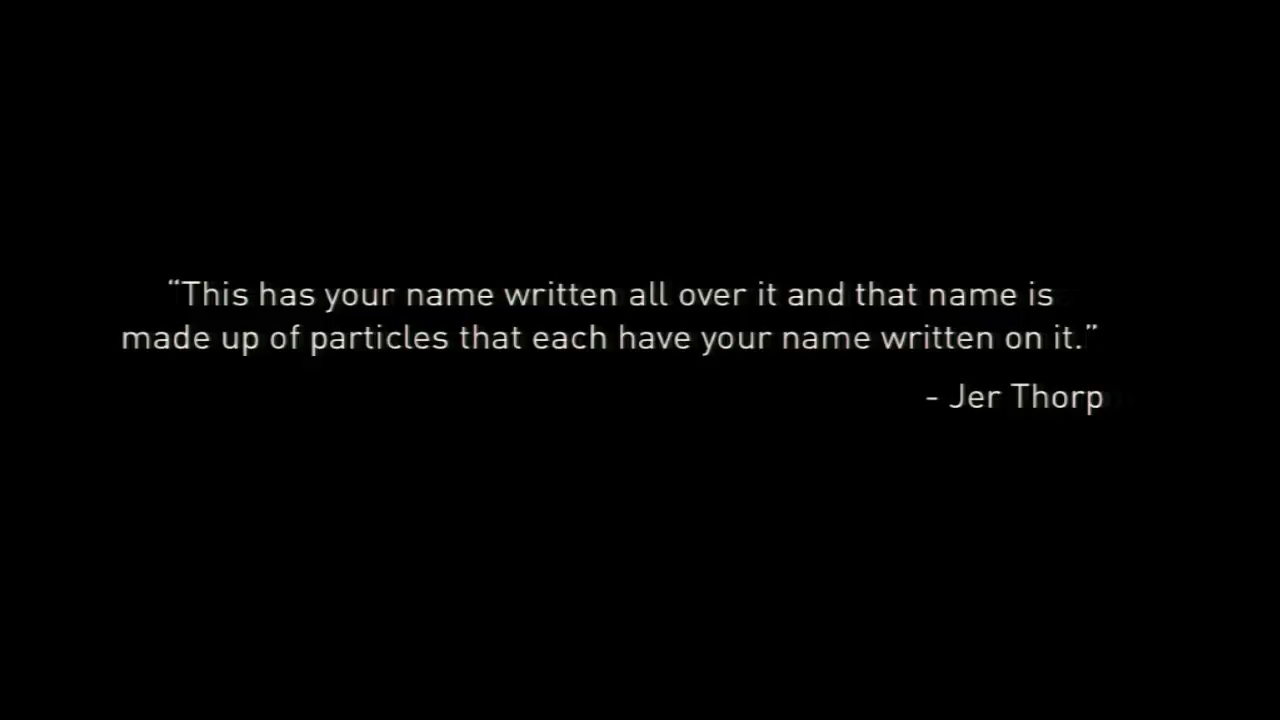 “This has your name written all over it and that name is
made up of particles that each have your name written on it.”
- Jer Thorp